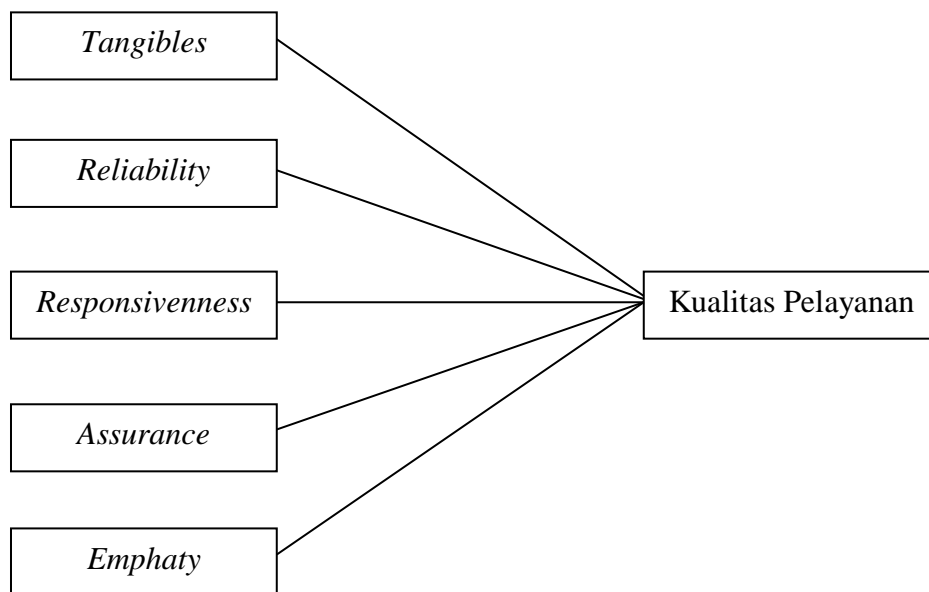 Tangibles
Reliability
Responsivenness
Kualitas Pelayanan
Assurance
Emphaty